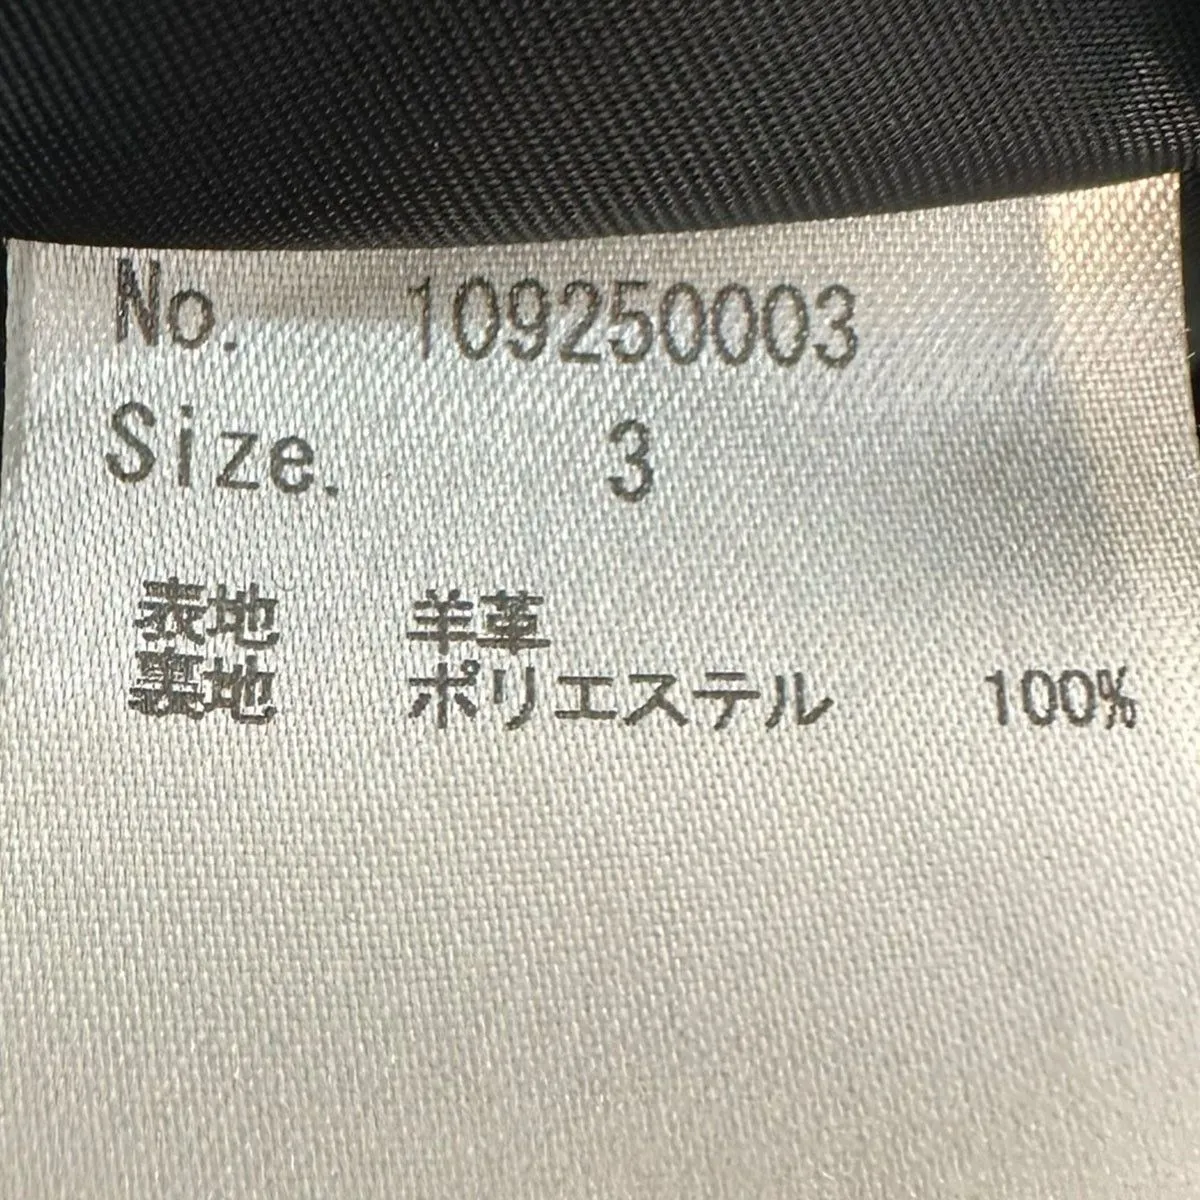 No. 109250003
Size. 3
表地 羊革
裏地 ポリエステル 100%